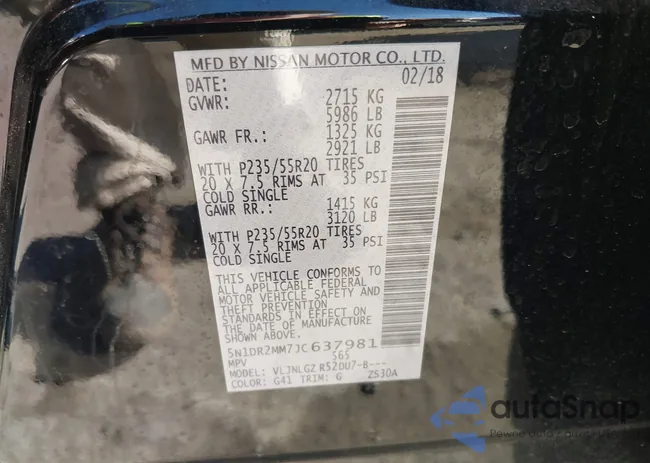 MFD BY NISSAN MOTOR CO., LTD.
DATE: 02/18
GVWR: 2715 KG
5986 LB
GAWR FR.: 1325 KG
2921 LB
WITH P235/55R20 TIRES
20 X 7.5 RIMS AT 35 PSI
COLD SINGLE
GAWR RR.: 1415 KG
3120 LB
WITH P235/55R20 TIRES
20 X 7.5 RIMS AT 35 PSI
COLD SINGLE
THIS VEHICLE CONFORMS TO
ALL APPLICABLE FEDERAL
MOTOR VEHICLE SAFETY AND
THEFT PREVENTION
STANDARDS IN EFFECT ON
THE DATE OF MANUFACTURE
SHOWN ABOVE.
5N1DR2MM7JC637981
MPV S65
MODEL: VLJNLGZ R52DU7-B---
COLOR: G41 TRIM: G ZS30A
autaSnap
Pewne auto z Stanów